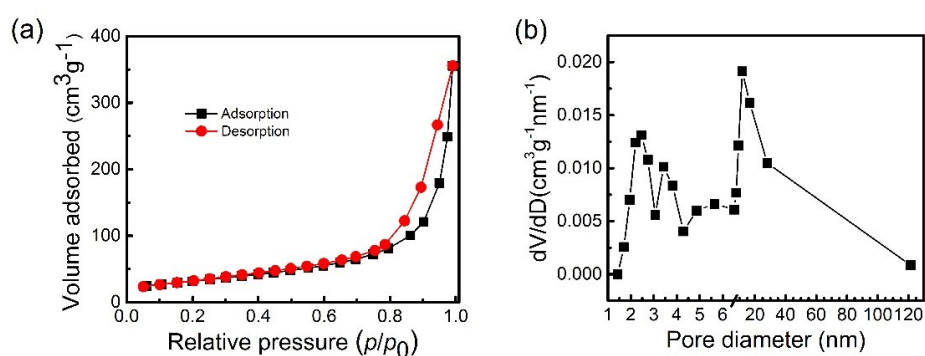 (a)
Volume adsorbed (cm³g-1)
400
300
200
100
0
Adsorption
Desorption
0.0 0.2 0.4 0.6 0.8 1.0
Relative pressure (p/p₀)
(b)
dV/dD(cm³g⁻¹nm⁻¹)
0.020
0.015
0.010
0.005
0.000
1 2 3 4 5 6 20 40 60 80 100 120
Pore diameter (nm)